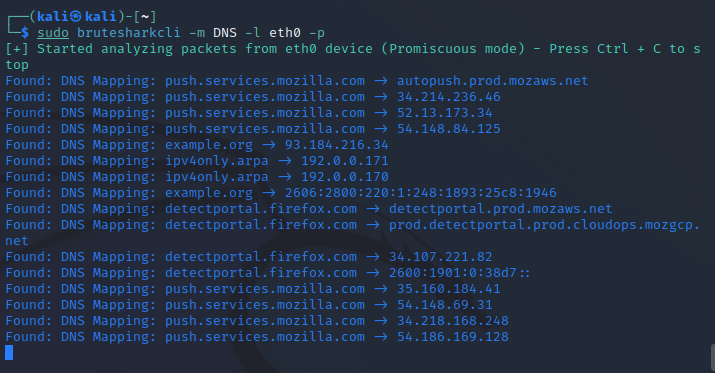 ┌──(kali㉿kali)-[~]
└─$ sudo brutesharkcli -m DNS -l eth0 -p
[+] Started analyzing packets from eth0 device (Promiscuous mode) - Press Ctrl + C to s
top
Found: DNS Mapping: push.services.mozilla.com → autopush.prod.mozaws.net
Found: DNS Mapping: push.services.mozilla.com → 34.214.236.46
Found: DNS Mapping: push.services.mozilla.com → 52.13.173.34
Found: DNS Mapping: push.services.mozilla.com → 54.148.84.125
Found: DNS Mapping: example.org → 93.184.216.34
Found: DNS Mapping: ipv4only.arpa → 192.0.0.171
Found: DNS Mapping: ipv4only.arpa → 192.0.0.170
Found: DNS Mapping: example.org → 2606:2800:220:1:248:1893:25c8:1946
Found: DNS Mapping: detectportal.firefox.com → detectportal.prod.mozaws.net
Found: DNS Mapping: detectportal.firefox.com → prod.detectportal.prod.cloudops.mozgcp.
net
Found: DNS Mapping: detectportal.firefox.com → 34.107.221.82
Found: DNS Mapping: detectportal.firefox.com → 2600:1901:0:38d7::
Found: DNS Mapping: push.services.mozilla.com → 35.160.184.41
Found: DNS Mapping: push.services.mozilla.com → 54.148.69.31
Found: DNS Mapping: push.services.mozilla.com → 34.218.168.248
Found: DNS Mapping: push.services.mozilla.com → 54.186.169.128